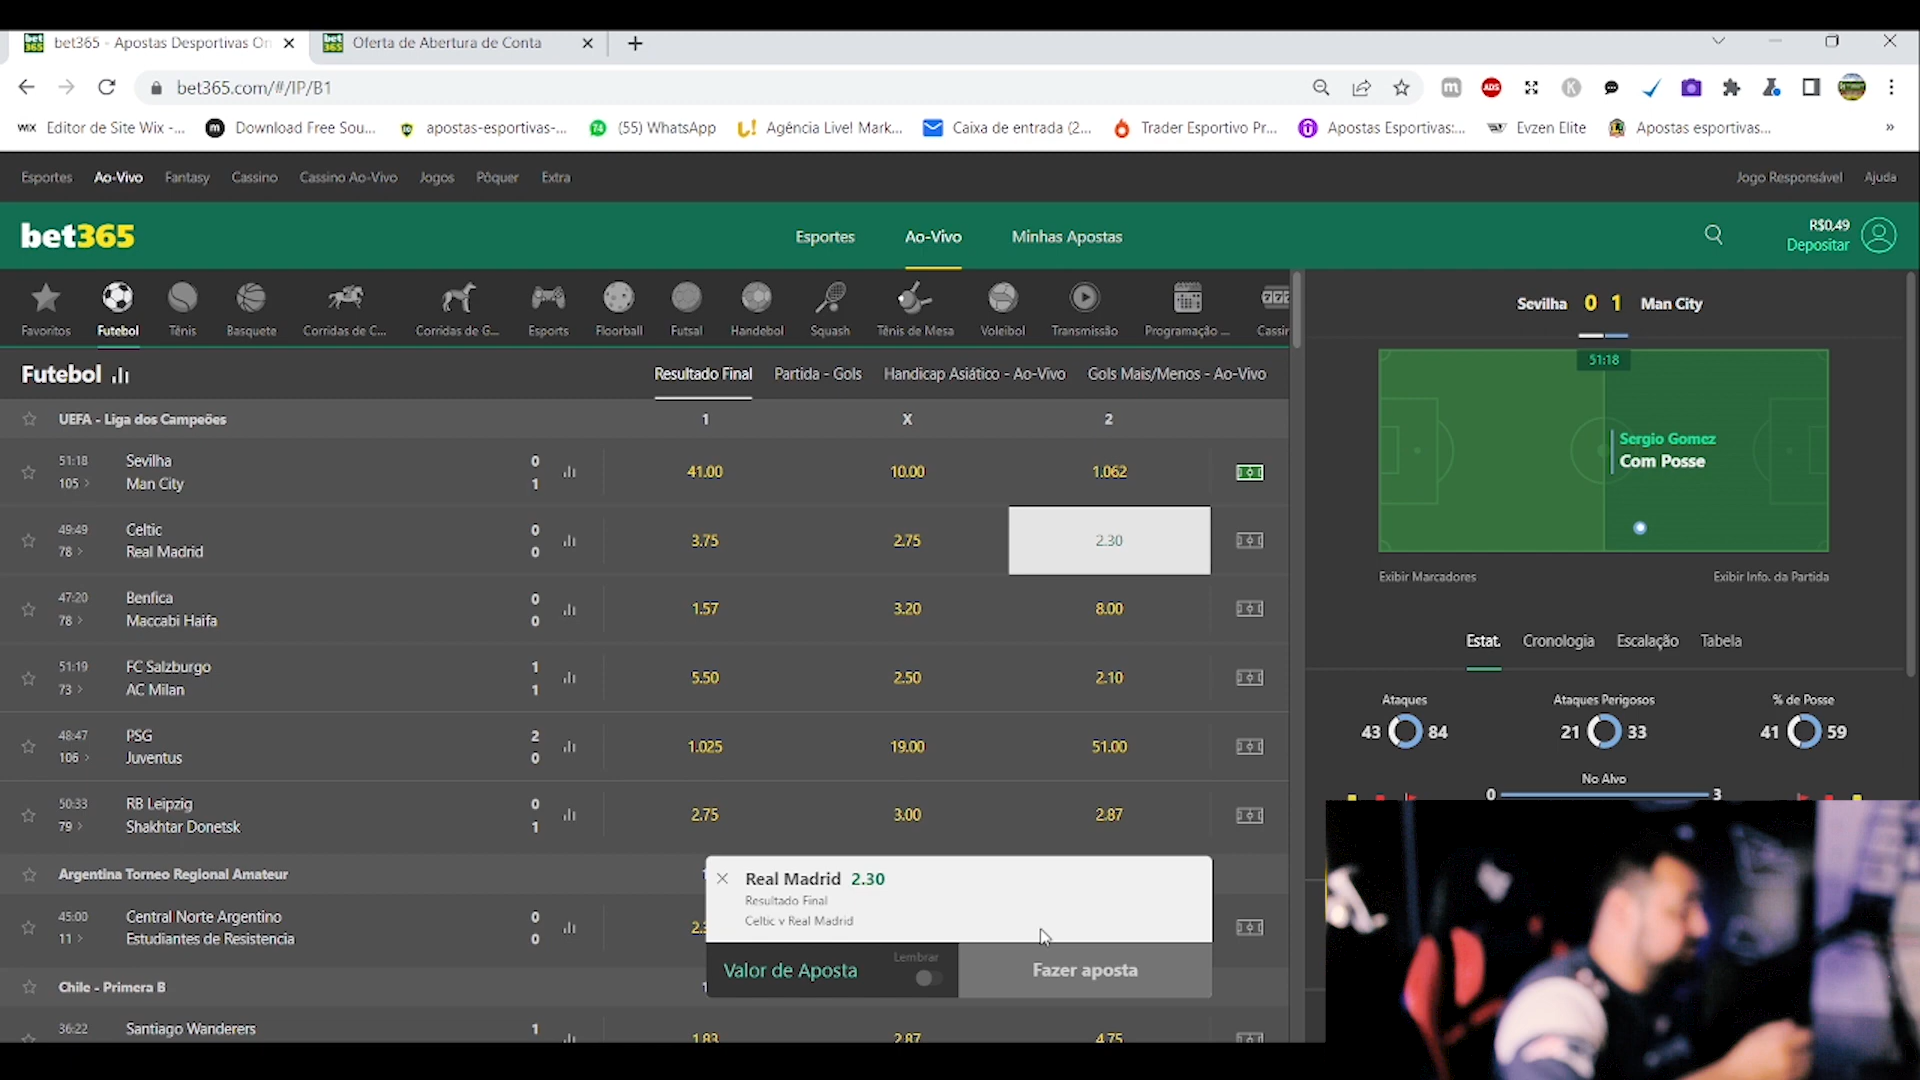 bet365 - Apostas Desportivas On
Oferta de Abertura de Conta
bet365.com/#/IP/B1
Editor de Site Wix -...
Download Free Sou...
apostas-esportivas-...
(55) WhatsApp
Agência Live! Mark...
Caixa de entrada (2...
Trader Esportivo Pr...
Apostas Esportivas:...
Evzen Elite
Apostas esportivas...
Esportes Ao-Vivo Fantasy Cassino Cassino Ao-Vivo Jogos Pôquer Extra
Jogo Responsável Ajuda
bet365
Esportes Ao-Vivo Minhas Apostas
R$0,49
Depositar
Favoritos Futebol Tênis Basquete Corridas de C... Corridas de G... Esports Floorball Futsal Handebol Squash Tênis de Mesa Voleibol Transmissão Programação ... Cassin
Futebol
Resultado Final Partida - Gols Handicap Asiático - Ao-Vivo Gols Mais/Menos - Ao-Vivo
UEFA - Liga dos Campeões 1 X 2
51:18 Sevilha 0
105 > Man City 1
41.00 10.00 1.062
49:49 Celtic 0
78 > Real Madrid 0
3.75 2.75 2.30
47:20 Benfica 0
78 > Maccabi Haifa 0
1.57 3.20 8.00
51:19 FC Salzburgo 1
73 > AC Milan 1
5.50 2.50 2.10
48:47 PSG 2
106 > Juventus 0
1.025 19.00 51.00
50:33 RB Leipzig 0
79 > Shakhtar Donetsk 1
2.75 3.00 2.87
Argentina Torneo Regional Amateur
45:00 Central Norte Argentino 0
11 > Estudiantes de Resistencia 0
Chile - Primera B
36:22 Santiago Wanderers 1
1.83 2.87 4.75
Real Madrid 2.30
Resultado Final
Celtic v Real Madrid
Valor de Aposta
Lembrar
Fazer aposta
Sevilha 0 1 Man City
51:18
Sergio Gomez
Com Posse
Exibir Marcadores
Exibir Info. da Partida
Estat. Cronologia Escalação Tabela
Ataques Ataques Perigosos % de Posse
43 84 21 33 41 59
No Alvo
0 3